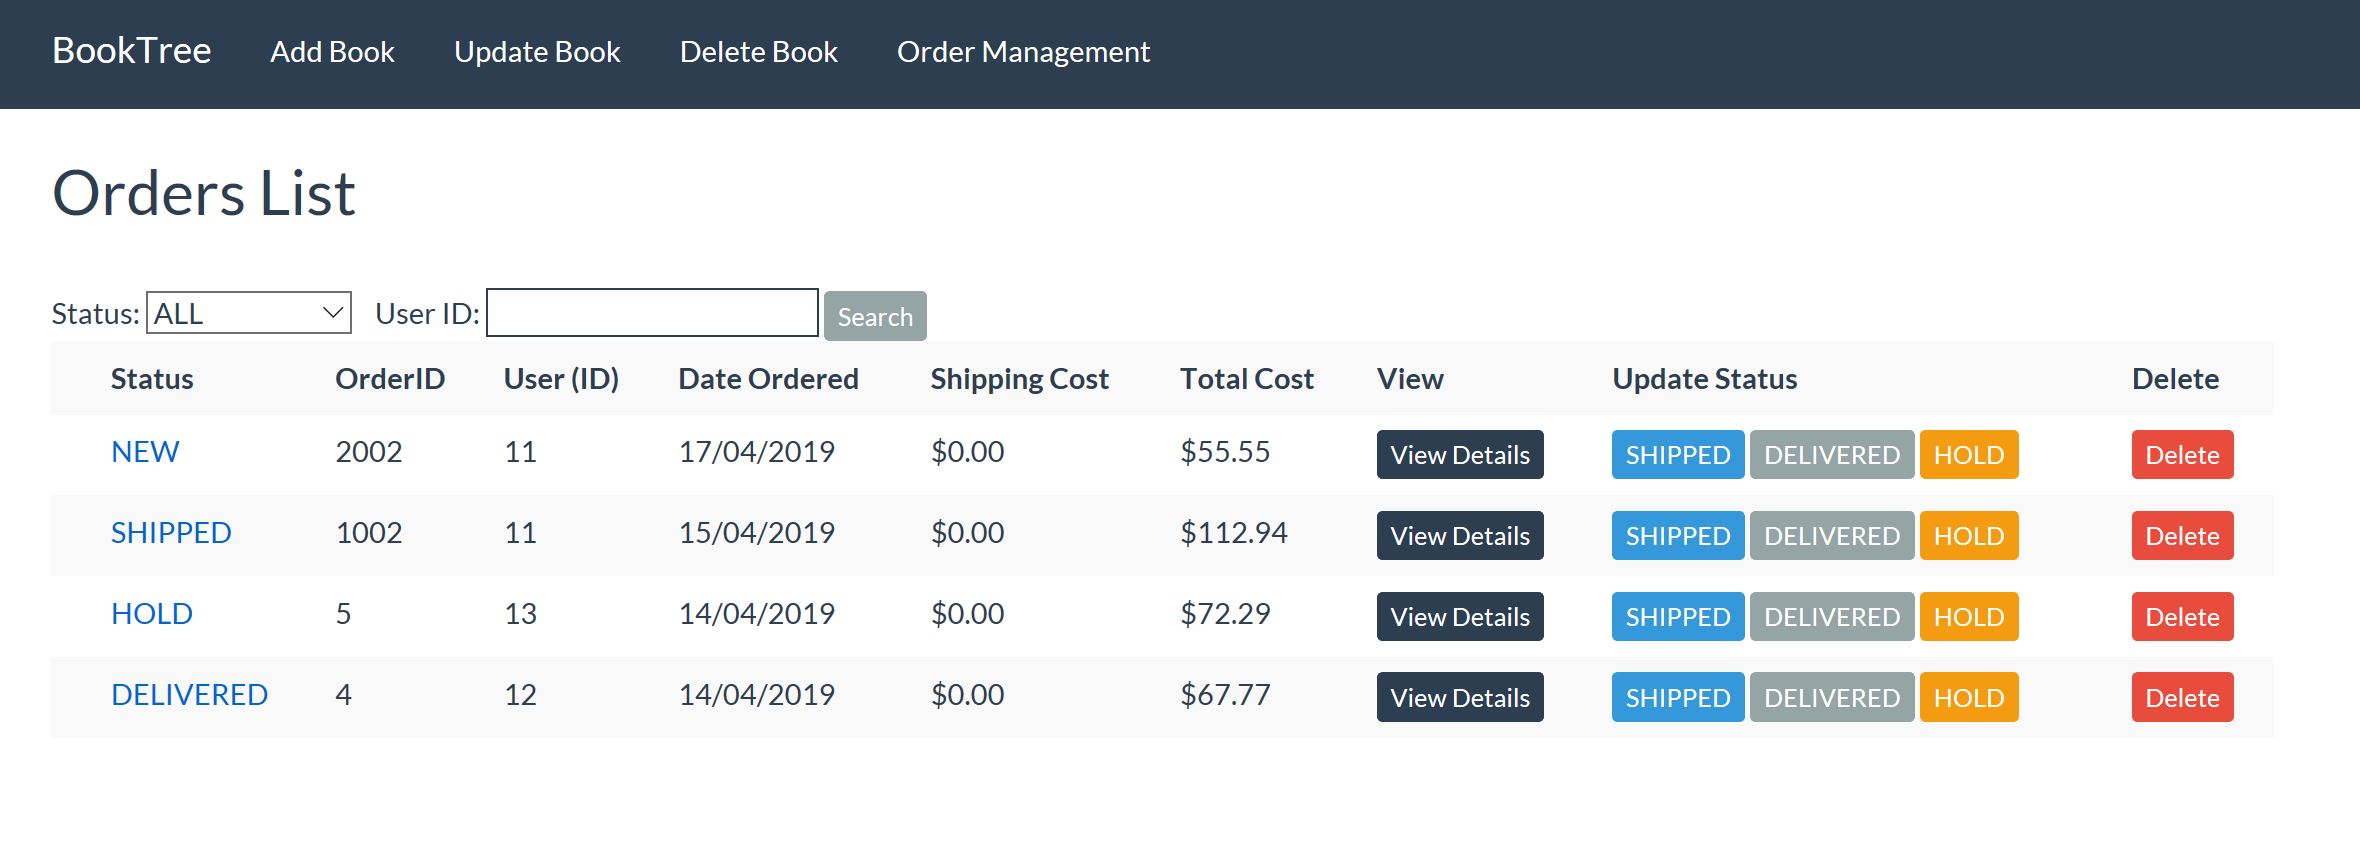 BookTree Add Book Update Book Delete Book Order Management
Orders List
Status: ALL User ID: Search
Status OrderID User (ID) Date Ordered Shipping Cost Total Cost View Update Status Delete
NEW 2002 11 17/04/2019 $0.00 $55.55 View Details SHIPPED DELIVERED HOLD Delete
SHIPPED 1002 11 15/04/2019 $0.00 $112.94 View Details SHIPPED DELIVERED HOLD Delete
HOLD 5 13 14/04/2019 $0.00 $72.29 View Details SHIPPED DELIVERED HOLD Delete
DELIVERED 4 12 14/04/2019 $0.00 $67.77 View Details SHIPPED DELIVERED HOLD Delete